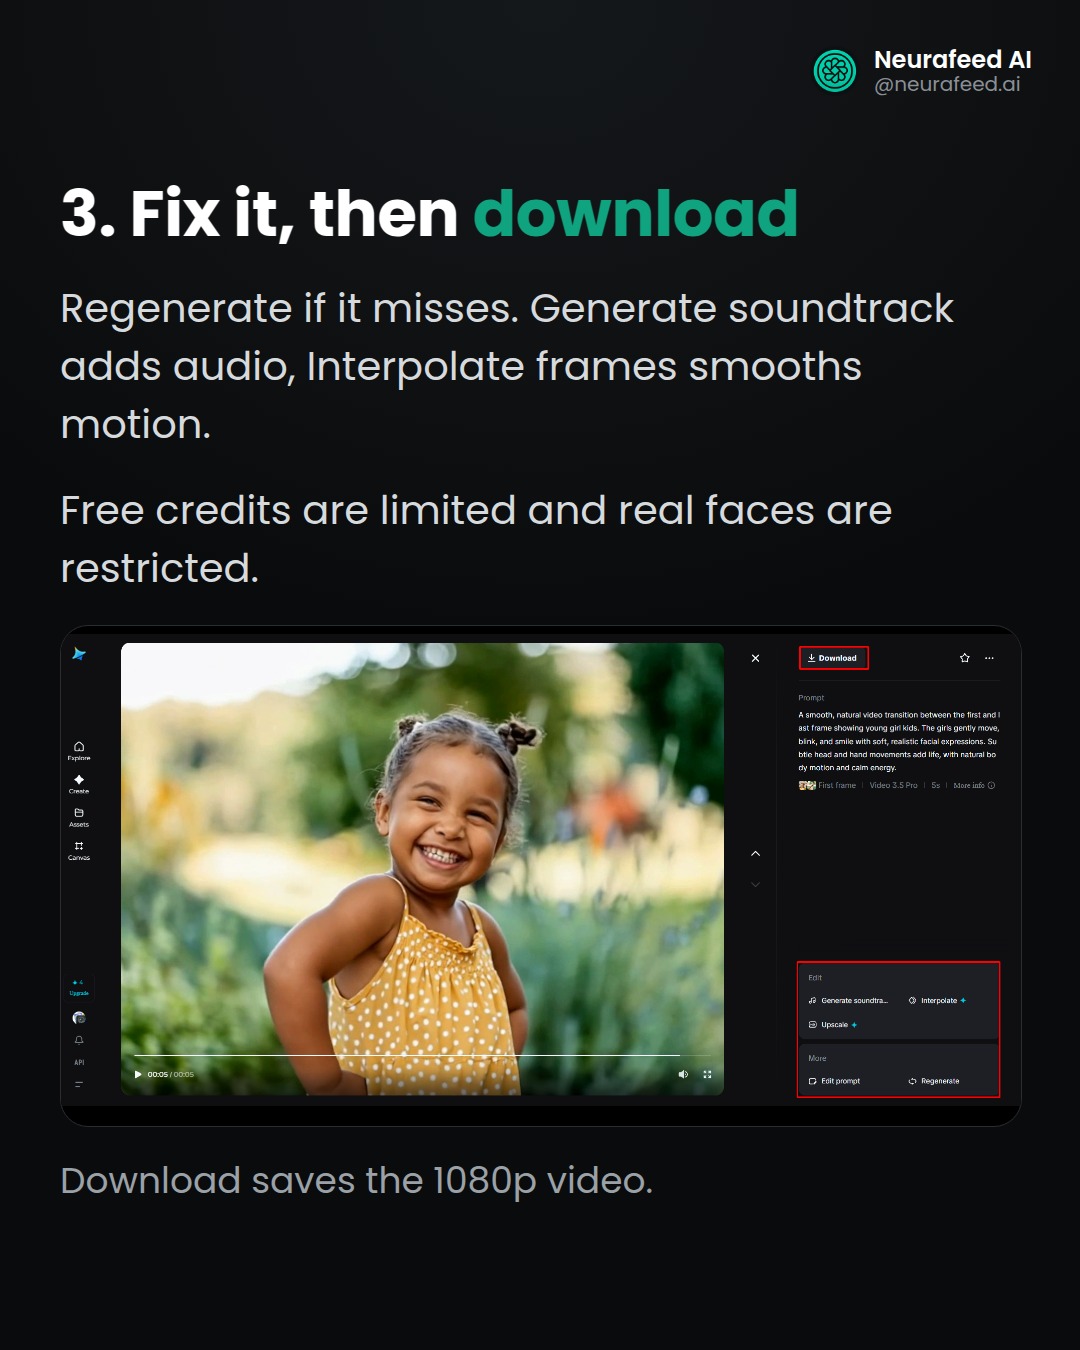 Neurafeed AI
@neurafeed.ai
3. Fix it, then download
Regenerate if it misses. Generate soundtrack
adds audio, Interpolate frames smooths
motion.
Free credits are limited and real faces are
restricted.
Explore
Create
Assets
Canvas
4
Upgrade
API
00:05 / 00:05
Download
Prompt
A smooth, natural video transition between the first and l
ast frame showing young girl kids. The girls gently move,
blink, and smile with soft, realistic facial expressions. Su
btle head and hand movements add life, with natural bo
dy motion and calm energy.
First frame | Video 3.5 Pro | 5s | More info
Edit
Generate soundtra... Interpolate
Upscale
More
Edit prompt Regenerate
Download saves the 1080p video.